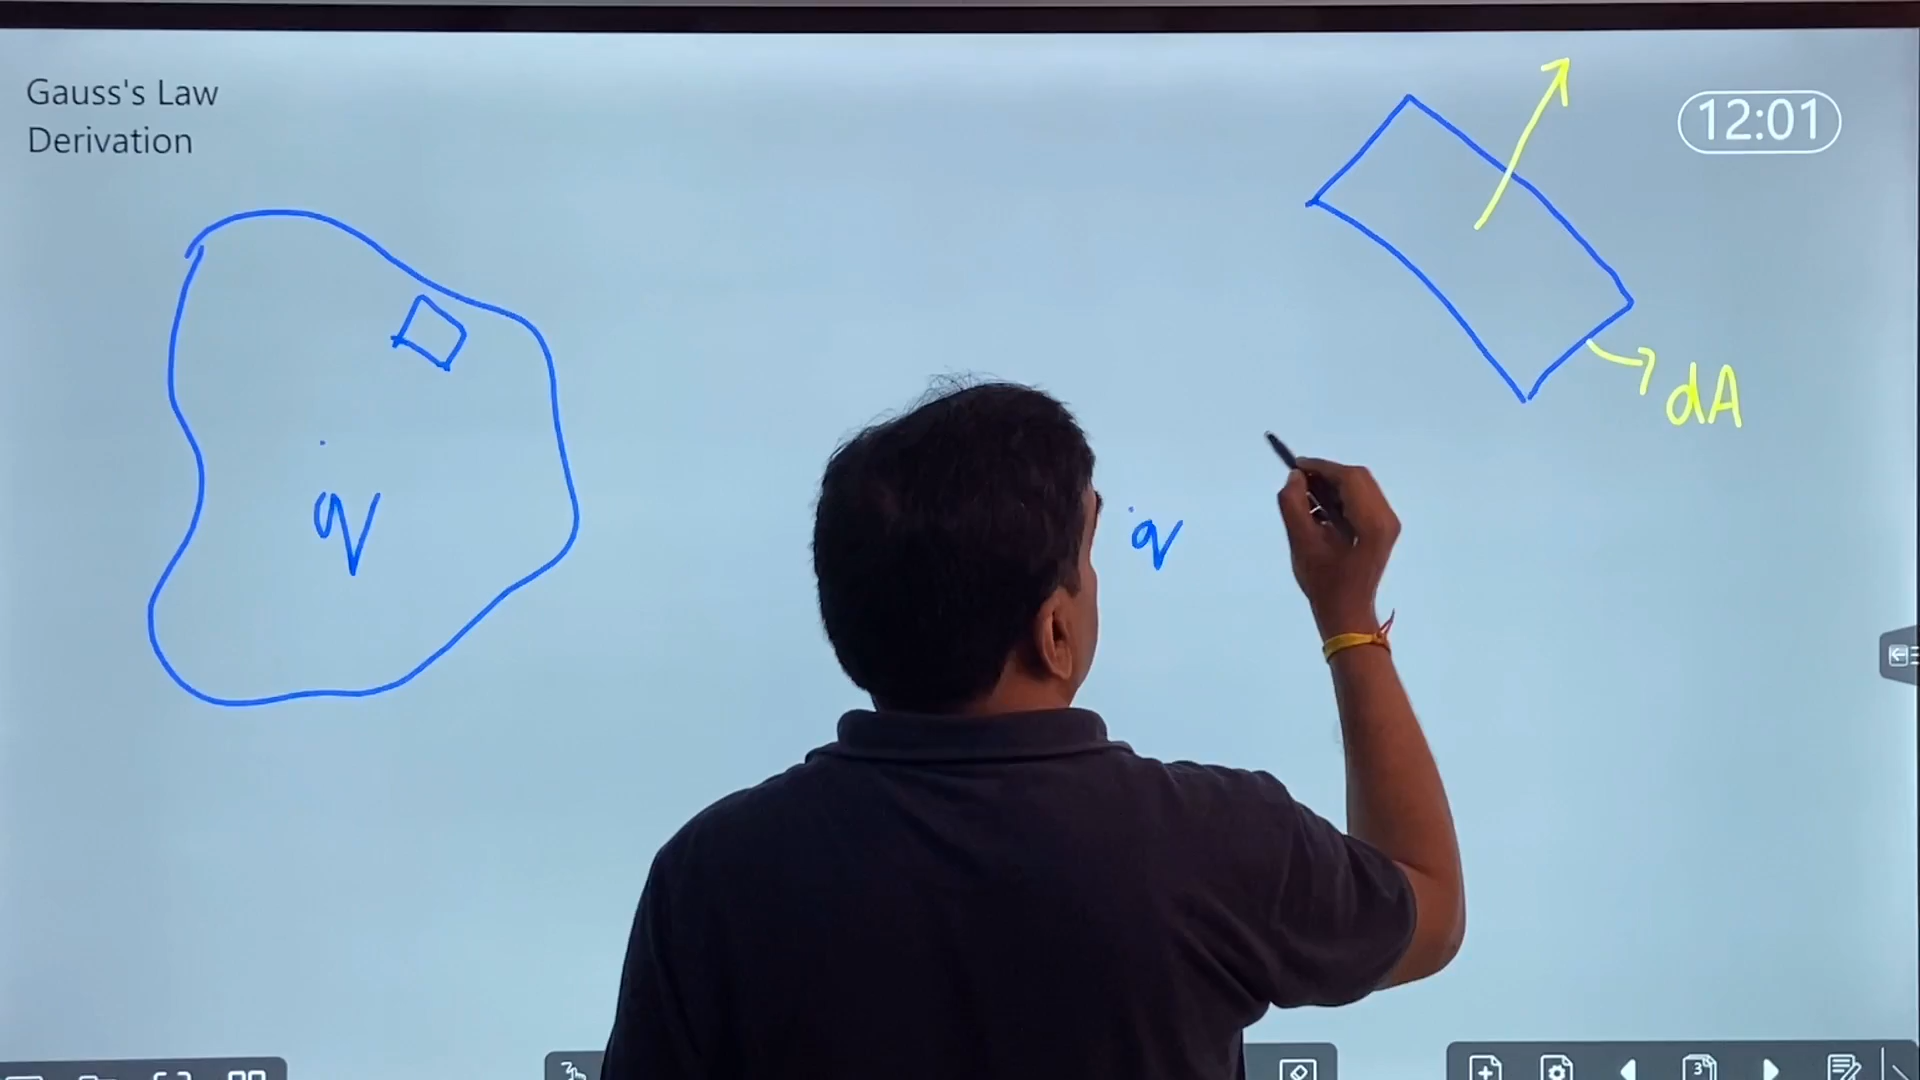 Gauss's Law
Derivation
12:01
dA
q
q